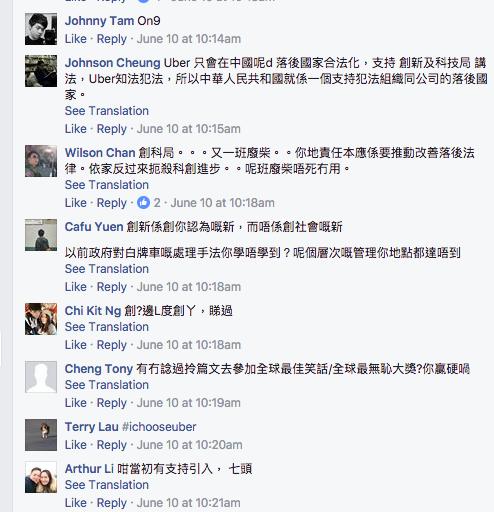 Johnny Tam On9
Like · Reply · June 10 at 10:14am
Johnson Cheung Uber 只會在中國呢d 落後國家合法化，支持 創新及科技局 講
法，Uber知法犯法，所以中華人民共和國就係一個支持犯法組織同公司的落後國
家。
See Translation
Like · Reply · June 10 at 10:15am
Wilson Chan 創科局。。。又一班廢柴。。你地責任本應係要推動改善落後法
律。依家反過來扼殺科創進步。。呢班廢柴唔死冇用。
See Translation
Like · Reply · 2 · June 10 at 10:18am
Cafu Yuen 創新係創你認為嘅新，而唔係創社會嘅新
以前政府對白牌車嘅處理手法你學唔學到？呢個層次嘅管理你地點都達唔到
See Translation
Like · Reply · June 10 at 10:18am
Chi Kit Ng 創?邊L度創丫，睇過
See Translation
Like · Reply · June 10 at 10:18am
Cheng Tony 有冇諗過拎篇文去參加全球最佳笑話/全球最無恥大獎?你贏硬喎
See Translation
Like · Reply · June 10 at 10:19am
Terry Lau #ichooseuber
Like · Reply · June 10 at 10:20am
Arthur Li 咁當初有支持引入， 七頭
See Translation
Like · Reply · June 10 at 10:21am